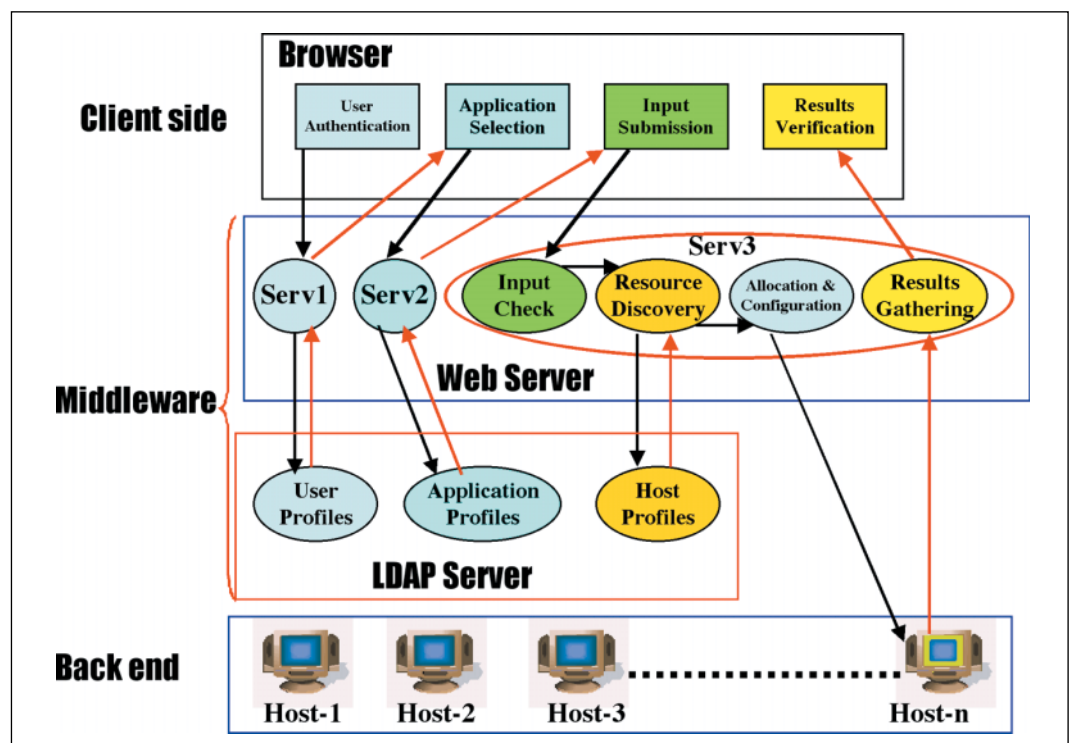 Browser
Client side
User
Authentication
Application
Selection
Input
Submission
Results
Verification
Serv3
Serv1
Serv2
Input
Check
Resource
Discovery
Allocation &
Configuration
Results
Gathering
Web Server
Middleware
User
Profiles
Application
Profiles
Host
Profiles
LDAP Server
Back end
Host-1
Host-2
Host-3
Host-n